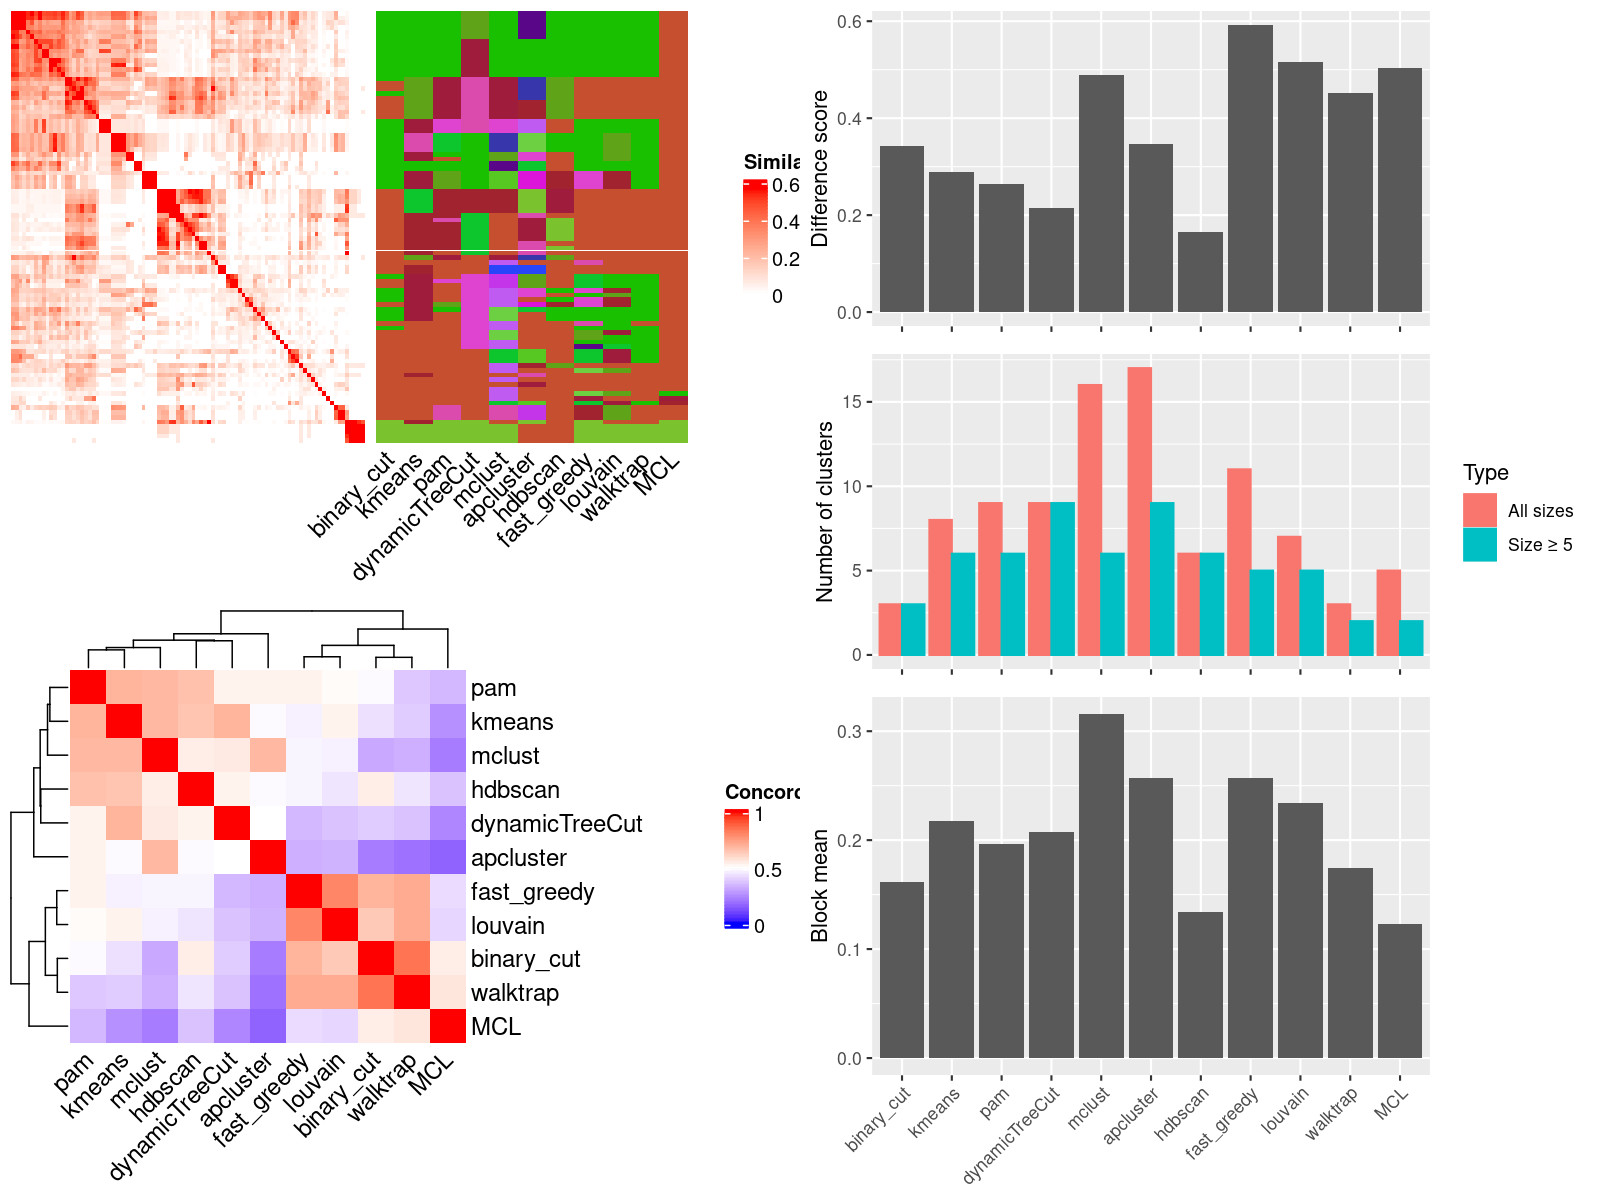 Simila
0.6
0.4
0.2
0
binary_cut
kmeans
pam
dynamicTreeCut
mclust
apcluster
hdbscan
fast_greedy
louvain
walktrap
MCL
pam
kmeans
mclust
hdbscan
dynamicTreeCut
apcluster
fast_greedy
louvain
binary_cut
walktrap
MCL
Concord
1
0.5
0
pam
kmeans
mclust
hdbscan
dynamicTreeCut
apcluster
fast_greedy
louvain
binary_cut
walktrap
MCL
Difference score
0.6
0.4
0.2
0.0
Number of clusters
15
10
5
0
Type
All sizes
Size ≥ 5
Block mean
0.3
0.2
0.1
0.0
binary_cut
kmeans
pam
dynamicTreeCut
mclust
apcluster
hdbscan
fast_greedy
louvain
walktrap
MCL